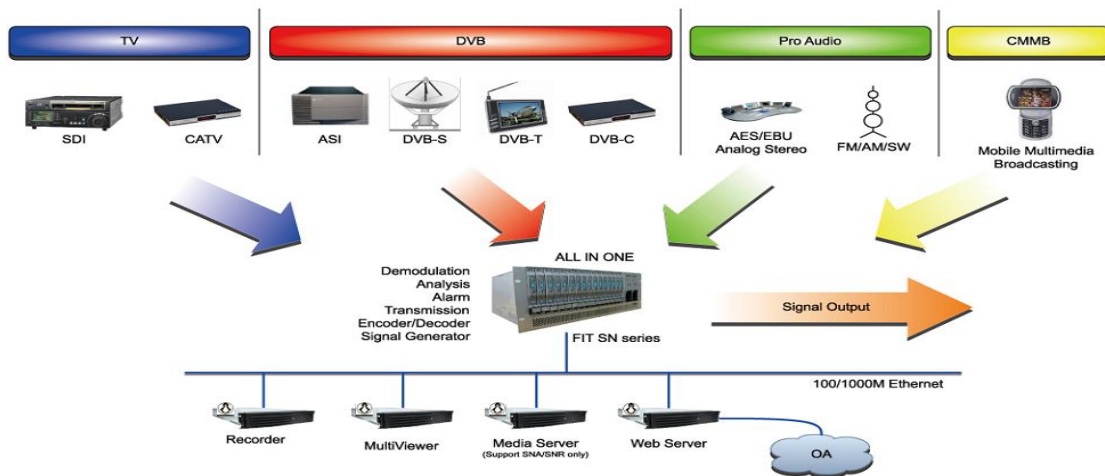 TV
DVB
Pro Audio
CMMB
SDI
CATV
ASI
DVB-S
DVB-T
DVB-C
AES/EBU
Analog Stereo
FM/AM/SW
Mobile Multimedia
Broadcasting
ALL IN ONE
Demodulation
Analysis
Alarm
Transmission
Encoder/Decoder
Signal Generator
FIT SN series
Signal Output
100/1000M Ethernet
Recorder
MultiViewer
Media Server
(Support SNA/SNR only)
Web Server
OA